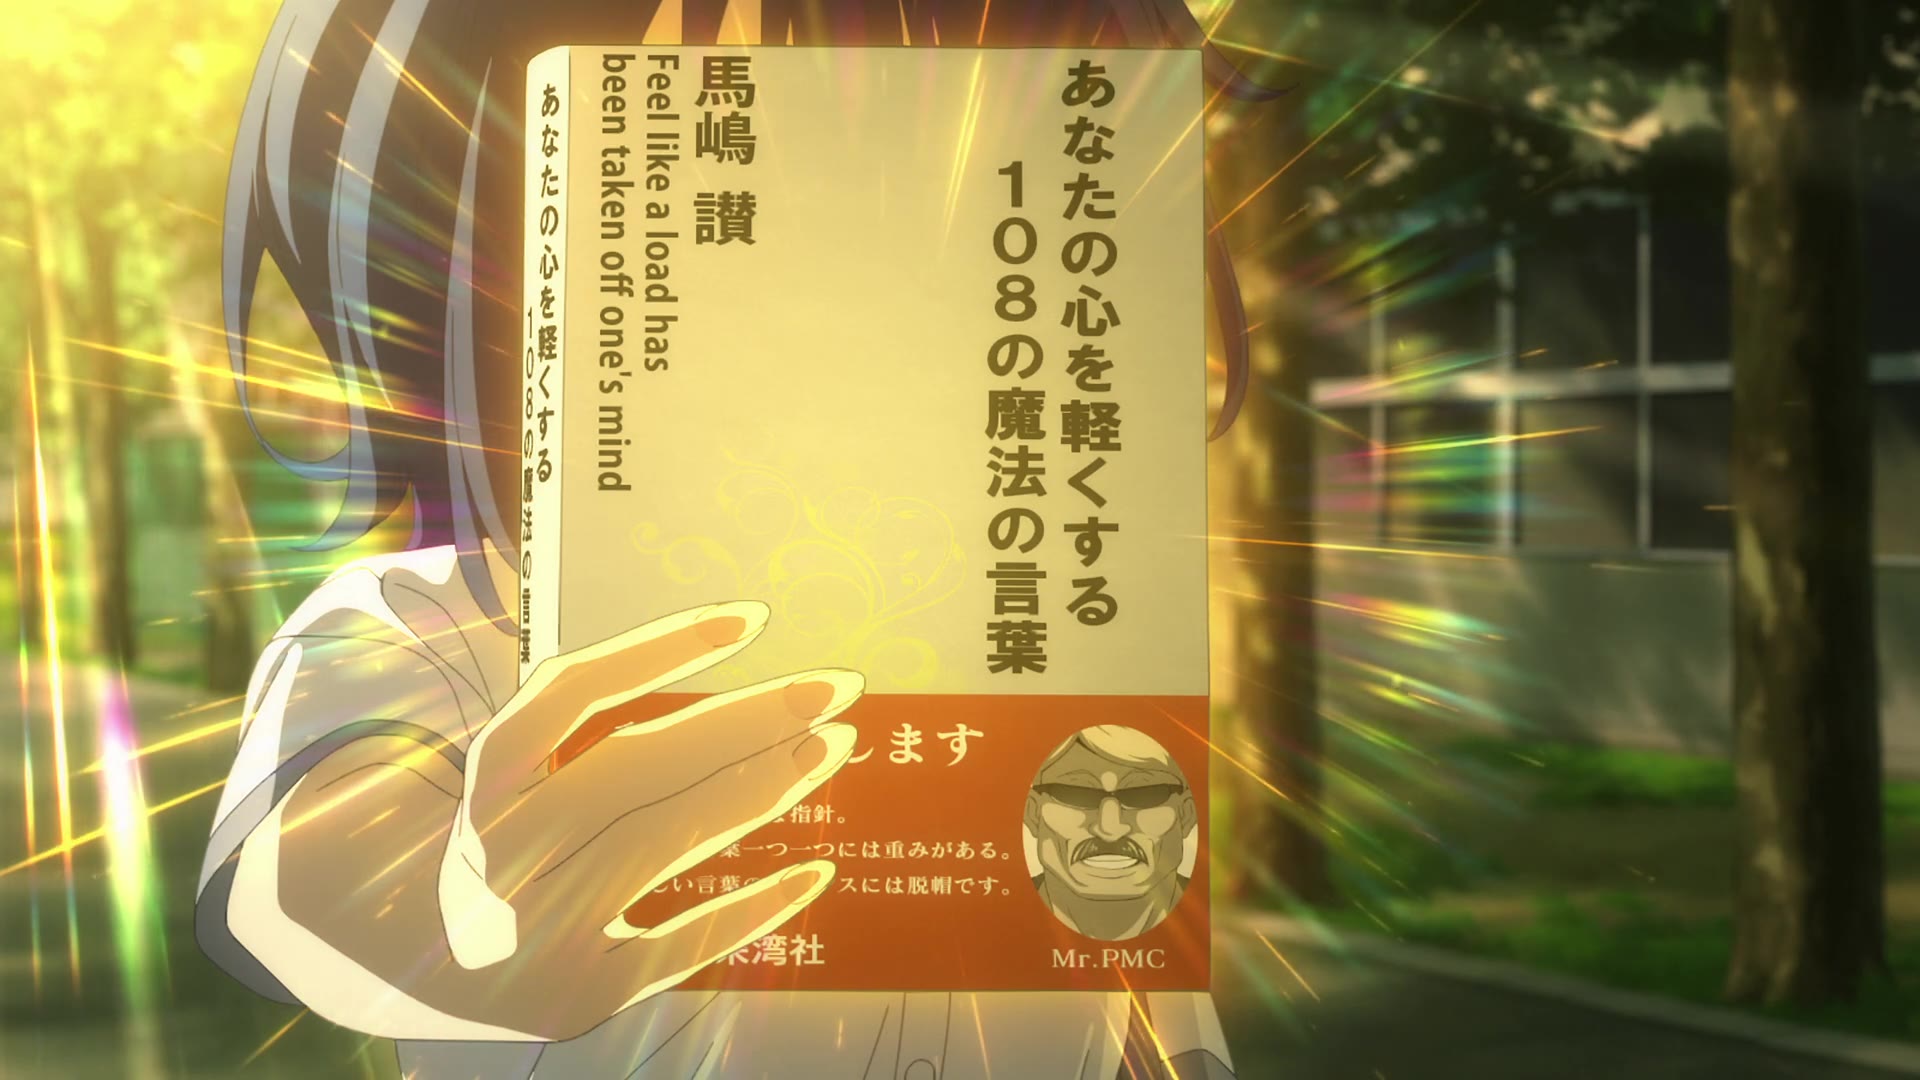 あなたの心を軽くする
108の魔法の言葉
馬嶋 讃
Feel like a load has
been taken off one's mind
あなたの心を軽くする
108の魔法の言葉
します
指針。
葉一つ一つには重みがある。
しい言葉の
スには脱帽です。
湾社
Mr.PMC